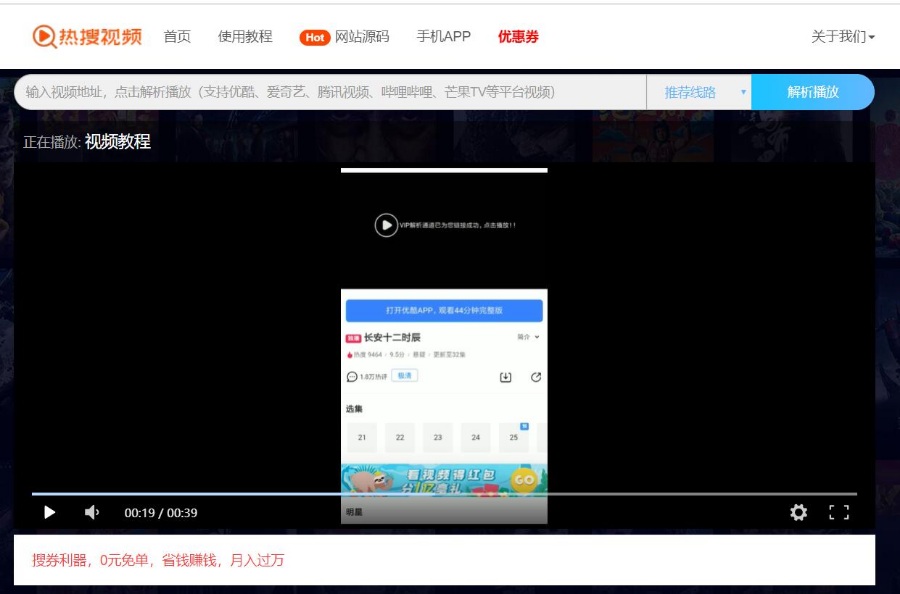 热搜视频 首页 使用教程 Hot 网站源码 手机APP 优惠券 关于我们
输入视频地址，点击解析播放（支持优酷、爱奇艺、腾讯视频、哔哩哔哩、芒果TV等平台视频) 推荐线路 解析播放
正在播放: 视频教程
VIP解析通道已为您链接成功，点击播放！！
打开优酷APP，观看44分钟完整版
长安十二时辰 简介
热度 9464 · 9.0分 · 悬疑 · 更新至32集
1.8万热评 极清
选集
21 22 23 24 25
看视频得红包
分1亿豪礼 GO
明星
00:19 / 00:39
搜券利器，0元免单，省钱赚钱，月入过万